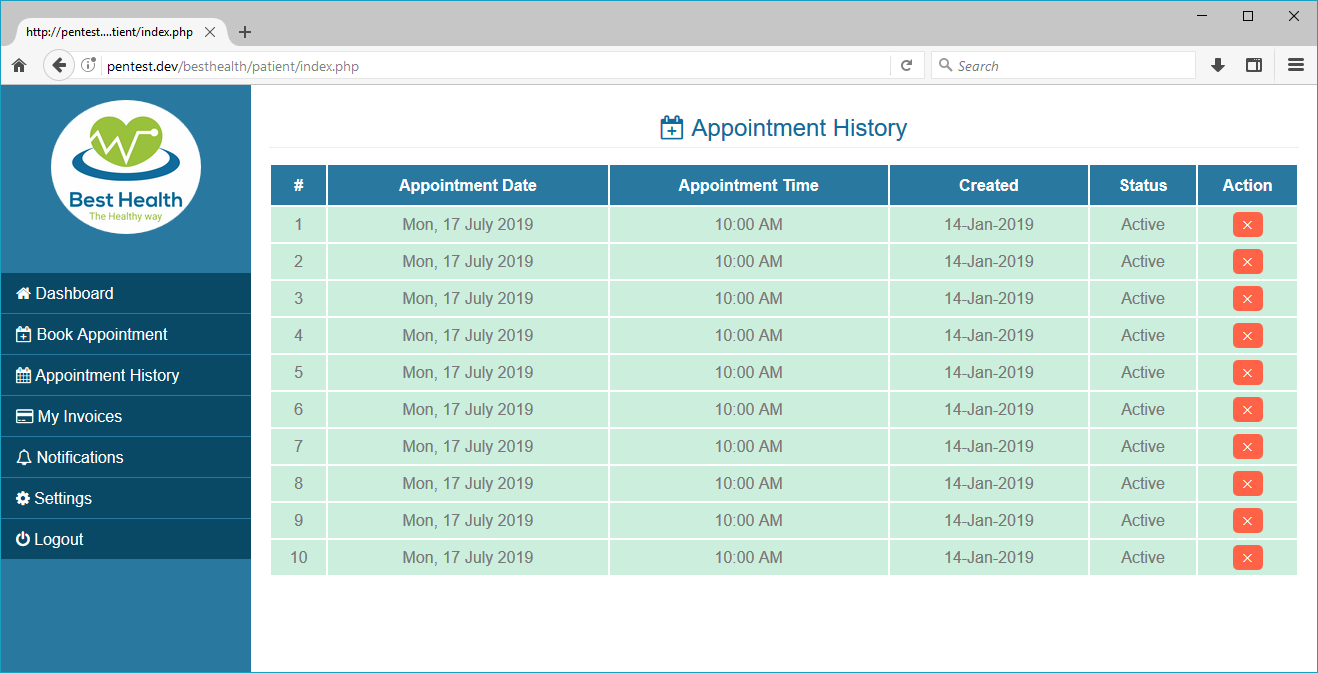 http://pentest....tient/index.php
pentest.dev/besthealth/patient/index.php
Search
Best Health
The Healthy way
Dashboard
Book Appointment
Appointment History
My Invoices
Notifications
Settings
Logout
Appointment History
# Appointment Date Appointment Time Created Status Action
1 Mon, 17 July 2019 10:00 AM 14-Jan-2019 Active
2 Mon, 17 July 2019 10:00 AM 14-Jan-2019 Active
3 Mon, 17 July 2019 10:00 AM 14-Jan-2019 Active
4 Mon, 17 July 2019 10:00 AM 14-Jan-2019 Active
5 Mon, 17 July 2019 10:00 AM 14-Jan-2019 Active
6 Mon, 17 July 2019 10:00 AM 14-Jan-2019 Active
7 Mon, 17 July 2019 10:00 AM 14-Jan-2019 Active
8 Mon, 17 July 2019 10:00 AM 14-Jan-2019 Active
9 Mon, 17 July 2019 10:00 AM 14-Jan-2019 Active
10 Mon, 17 July 2019 10:00 AM 14-Jan-2019 Active